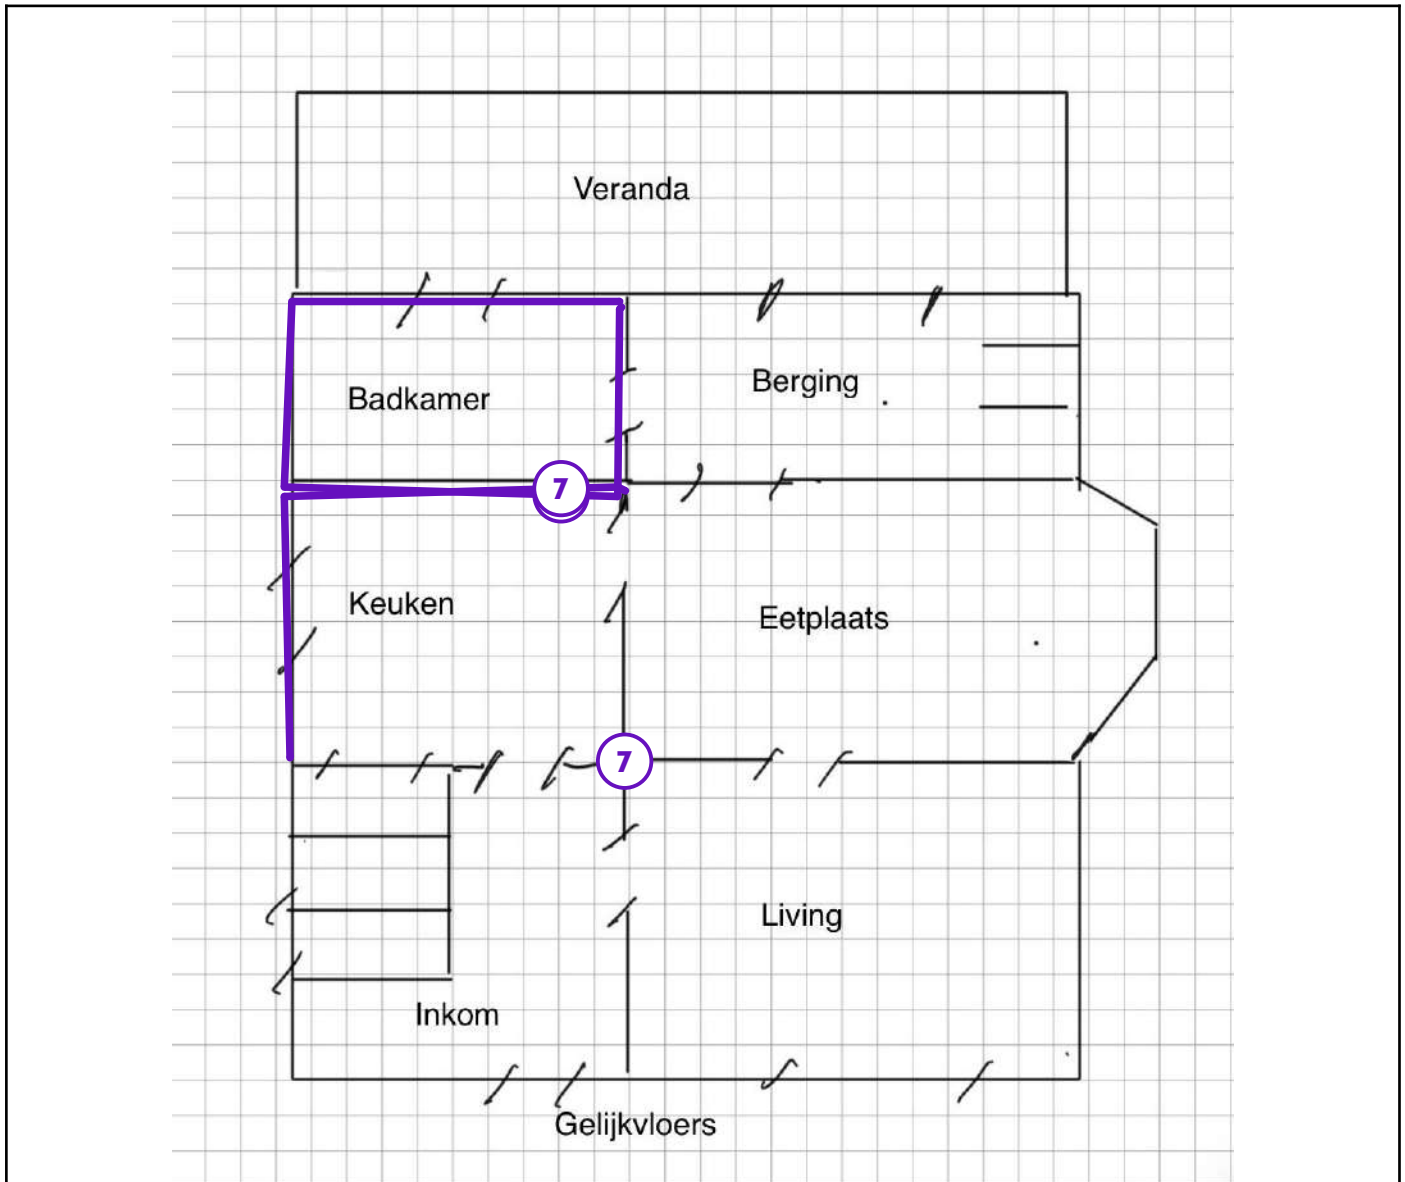 Veranda
Badkamer
Berging
7
Keuken
Eetplaats
7
Living
Inkom
Gelijkvloers